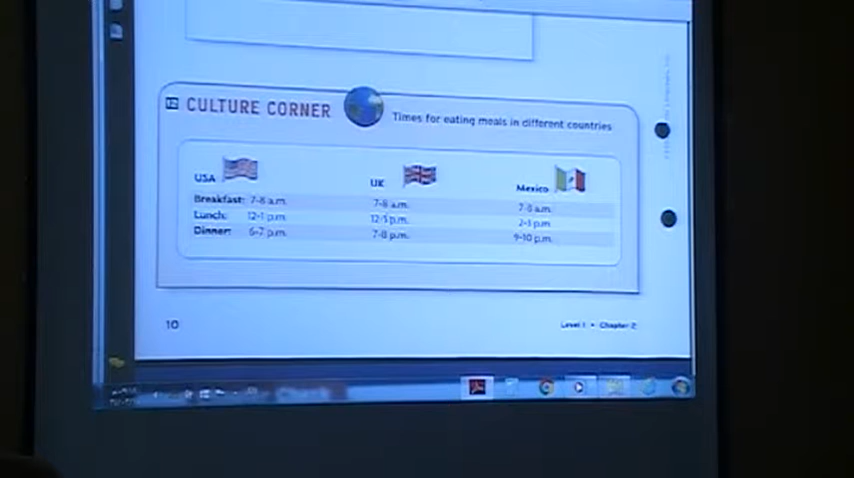 12 CULTURE CORNER Times for eating meals in different countries
USA UK Mexico
Breakfast: 7-8 a.m. 7-8 a.m. 7-8 a.m.
Lunch: 12-1 p.m. 12-1 p.m. 2-3 p.m.
Dinner: 6-7 p.m. 7-8 p.m. 9-10 p.m.
10 Level 1 • Chapter 2